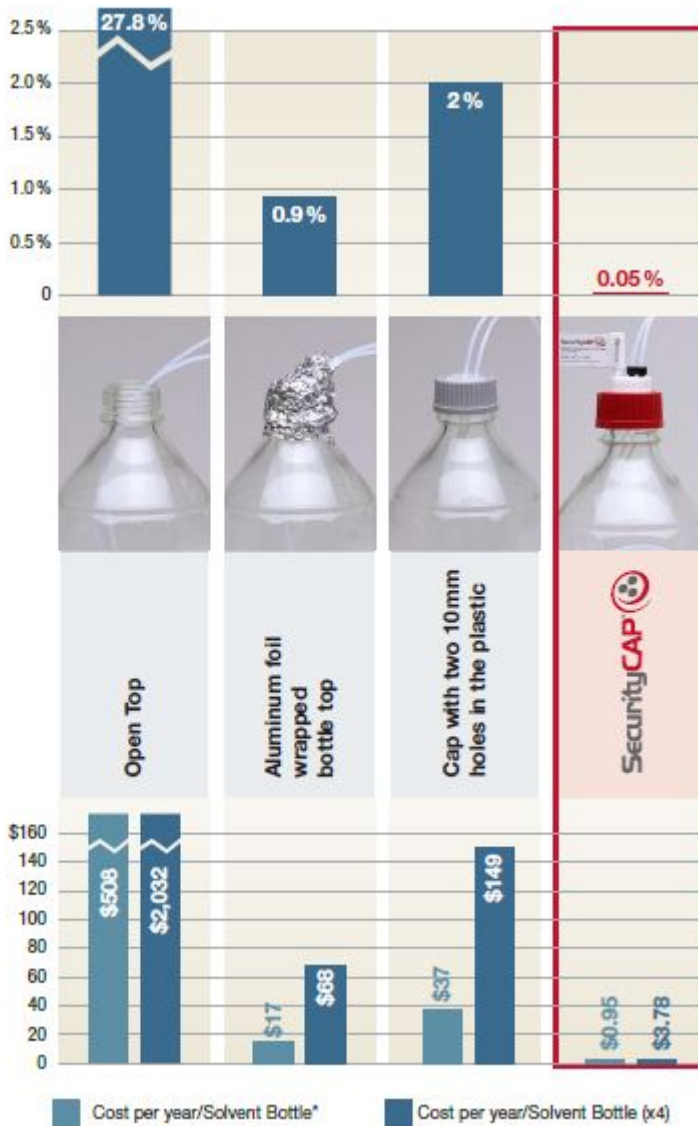 2.5%
27.8%
2.0%
2%
1.5%
1.0%
0.9%
0.5%
0.05%
0
SecurityCAP
Open Top
Aluminum foil
wrapped
bottle top
Cap with two 10mm
holes in the plastic
SecurityCAP
$160
140
120
100
80
60
40
20
0
$508
$2,032
$17
$68
$37
$149
$0.95
$3.78
Cost per year/Solvent Bottle*
Cost per year/Solvent Bottle (x4)